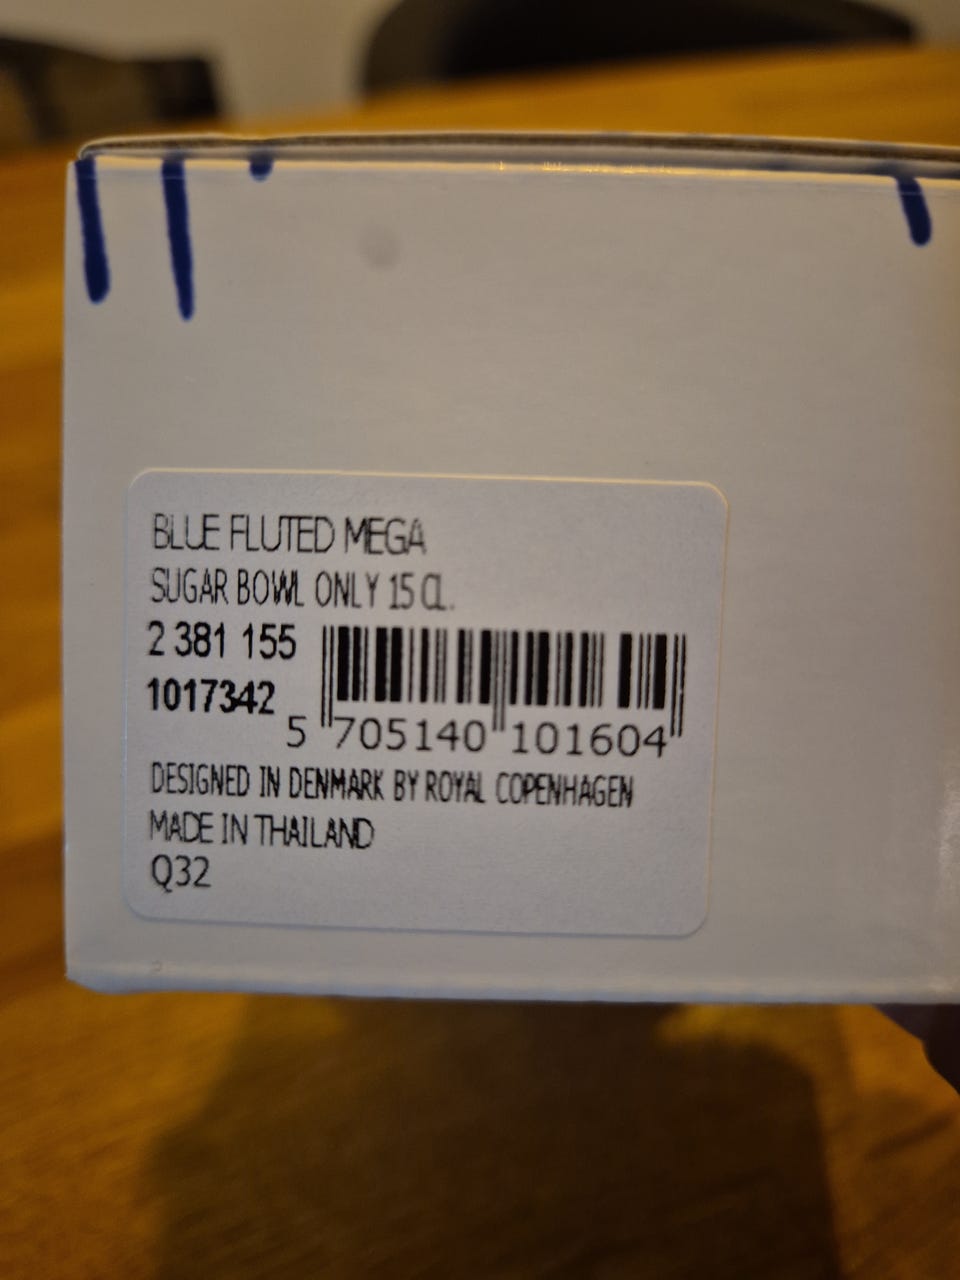 BLUE FLUTED MEGA
SUGAR BOWL ONLY 15 CL.
2 381 155
1017342
5 705140 101604
DESIGNED IN DENMARK BY ROYAL COPENHAGEN
MADE IN THAILAND
Q32